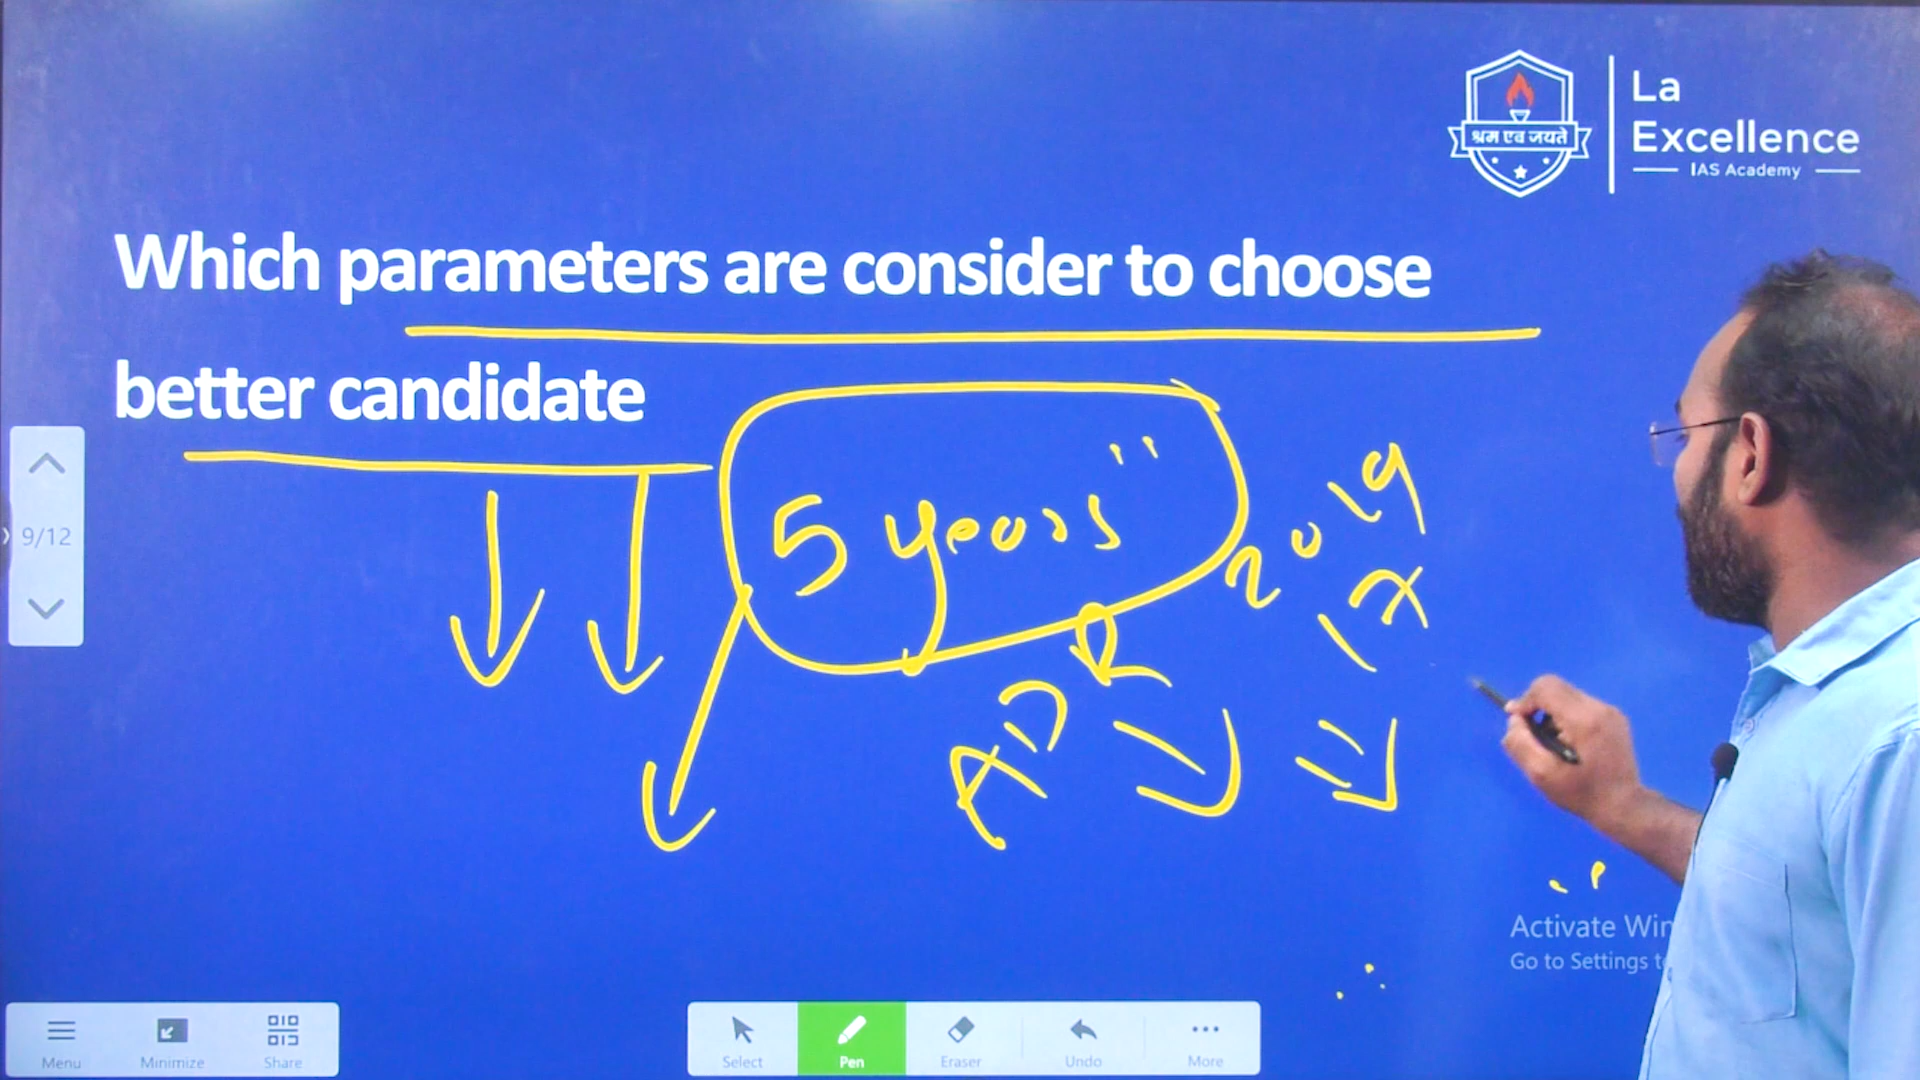 La
Excellence
IAS Academy
श्रम एव जयते
Which parameters are consider to choose
better candidate
5 years"
2019
17
9/12
Activate Win
Go to Settings t
Menu
Minimize
Share
Select
Pen
Eraser
Undo
More